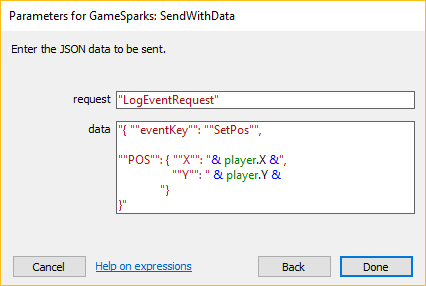 Parameters for GameSparks: SendWithData
Enter the JSON data to be sent.
request
"LogEventRequest"
data
"{ ""eventKey"": ""SetPos"",
""POS"": { ""X"": "& player.X &",
""Y"": " & player.Y &
"}
}"
Cancel
Help on expressions
Back
Done